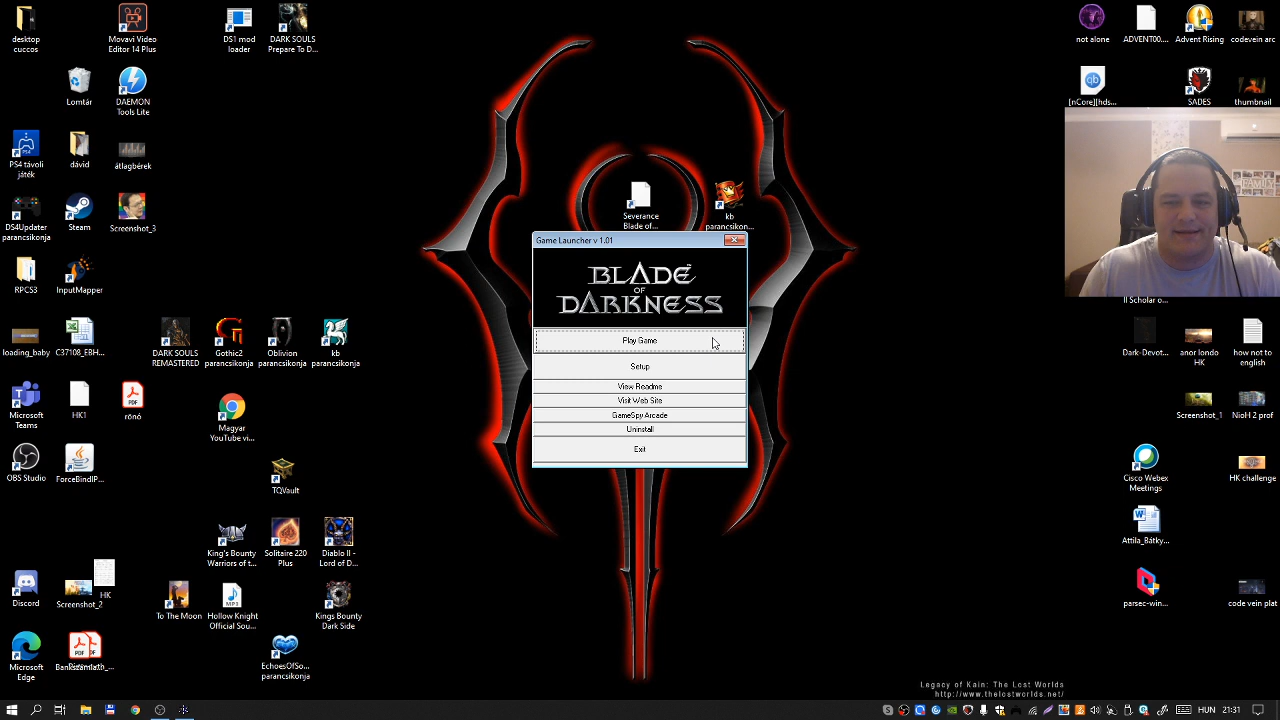 desktop
cuccos
Movavi Video
Editor 14 Plus
DS1 mod
loader
DARK SOULS
Prepare To D...
not alone
ADVENT00...
Advent Rising
codevein arc
Lomtár
DAEMON
Tools Lite
[nCore][hds...
SADES
thumbnail
PS4 távoli
játék
dávid
átlagbérek
DS4Updater
parancsikonja
Steam
Screenshot_3
Severance
Blade of...
kb
parancsikon...
FAMILY
Game Launcher v 1.01
BLADE
OF
DARKNESS
Play Game
Setup
View Readme
Visit Web Site
GameSpy Arcade
Uninstall
Exit
RPCS3
InputMapper
II Scholar o...
loading_baby
C37108_E8H...
DARK SOULS
REMASTERED
Gothic2
parancsikonja
Oblivion
parancsikonja
kb
parancsikonja
Dark-Devot...
anor londo
HK
how not to
english
Microsoft
Teams
HK1
rónó
Magyar
YouTube vi...
Screenshot_1
NioH 2 prof
OBS Studio
ForceBindIP...
TQVault
Cisco Webex
Meetings
HK challenge
King's Bounty
Warriors of t...
Solitaire 220
Plus
Diablo II -
Lord of D...
Attila_Bátky...
Discord
Screenshot_2
HK
To The Moon
Hollow Knight
Official Sou...
Kings Bounty
Dark Side
parsec-win...
code vein plat
Microsoft
Edge
EchoesOfSo...
parancsikonja
Legacy of Kain: The Lost Worlds
http://www.thelostworlds.net/
HUN
21:31